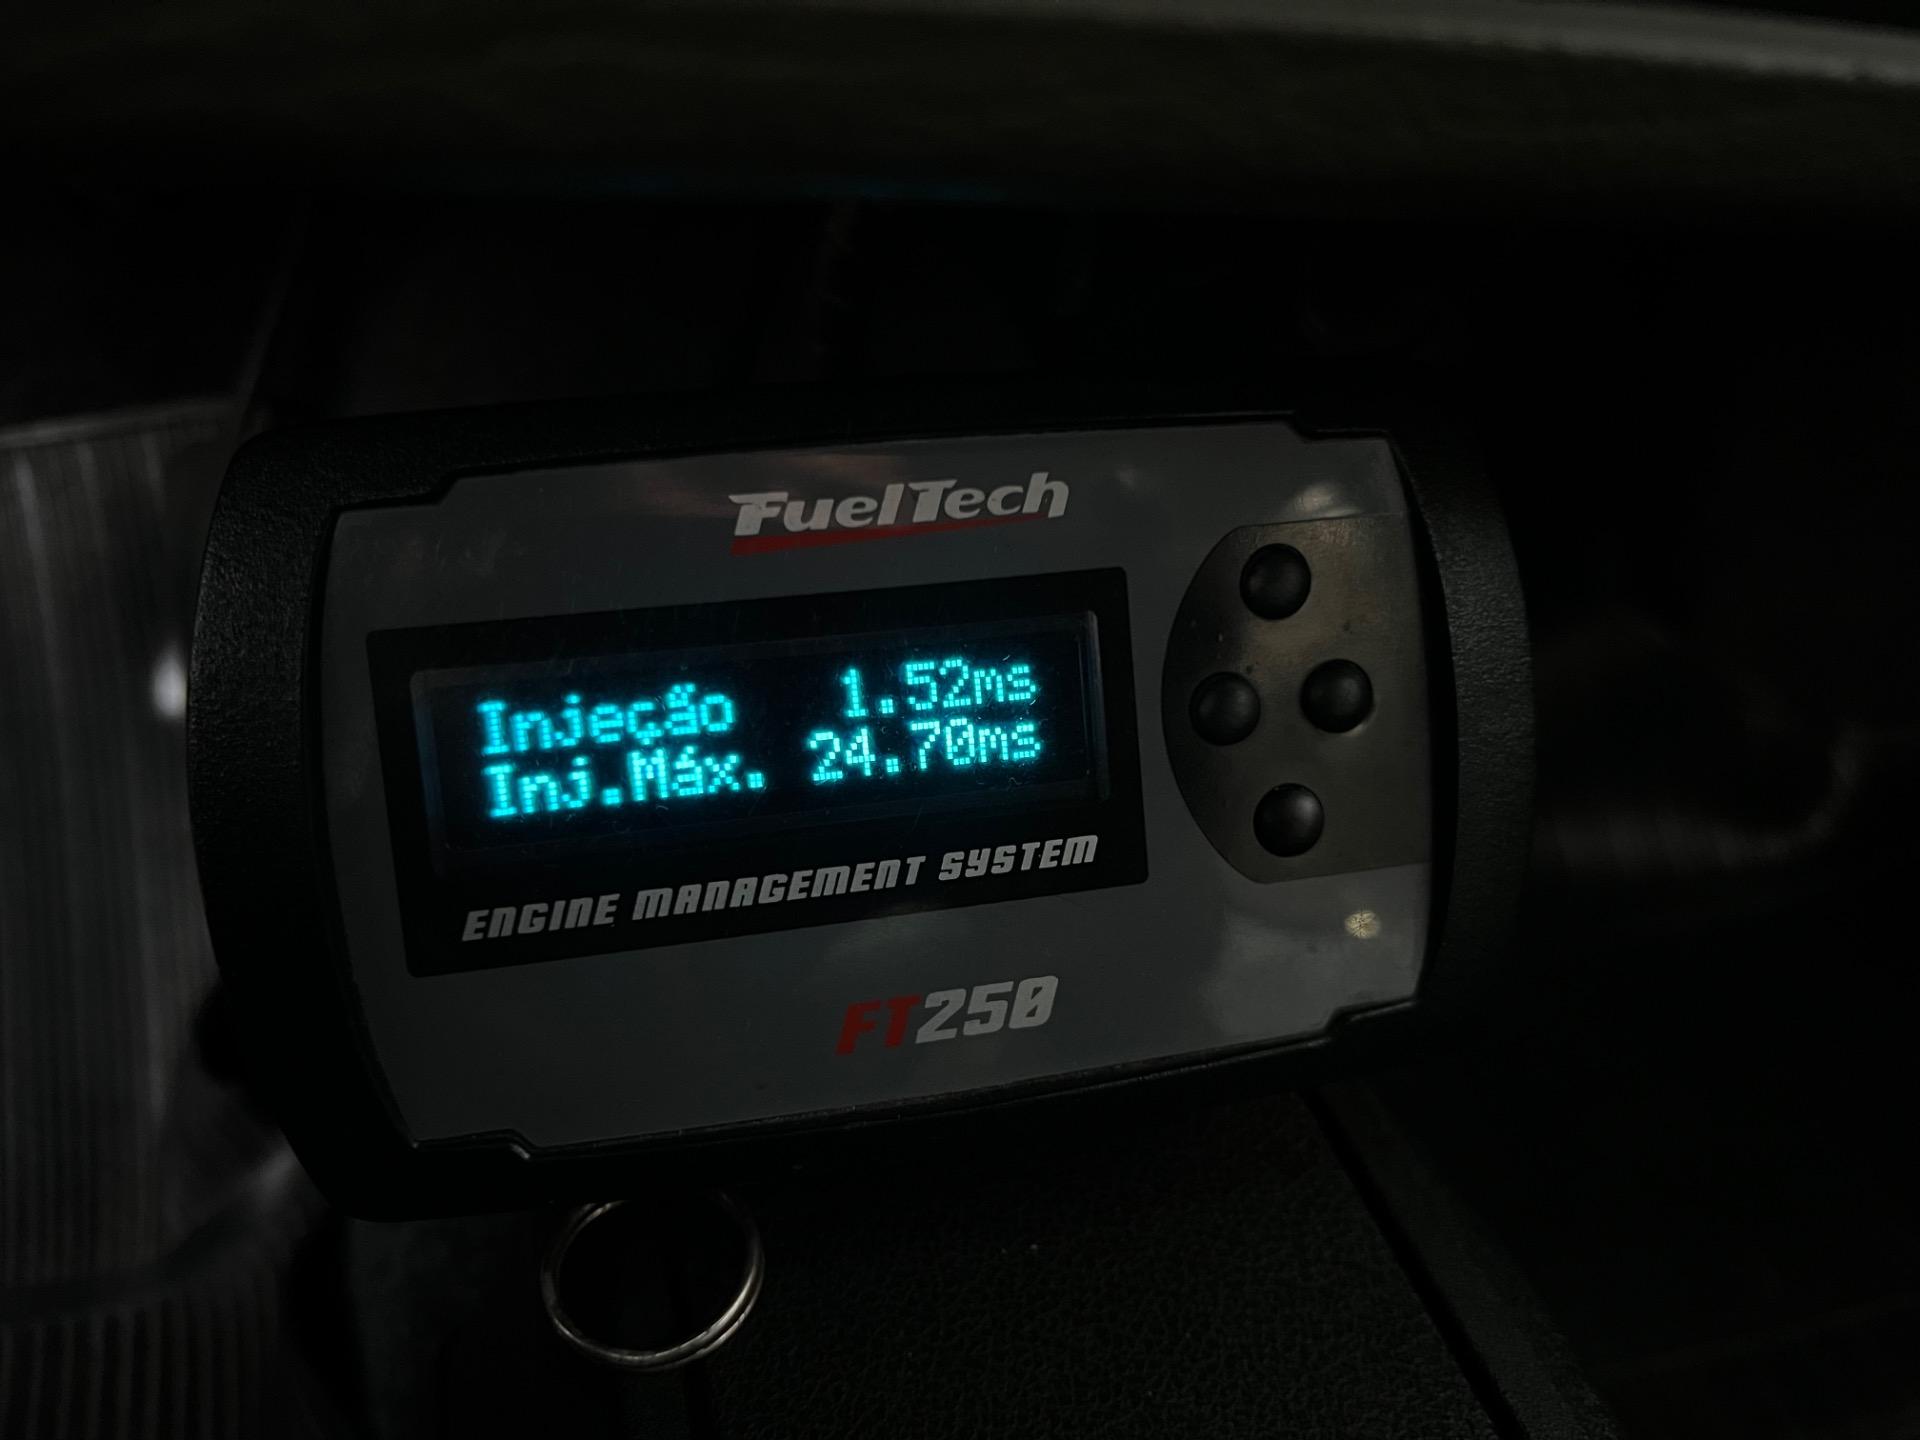 FuelTech
Injeção 1.52ms
Inj.Máx. 24.70ms
ENGINE MANAGEMENT SYSTEM
FT250